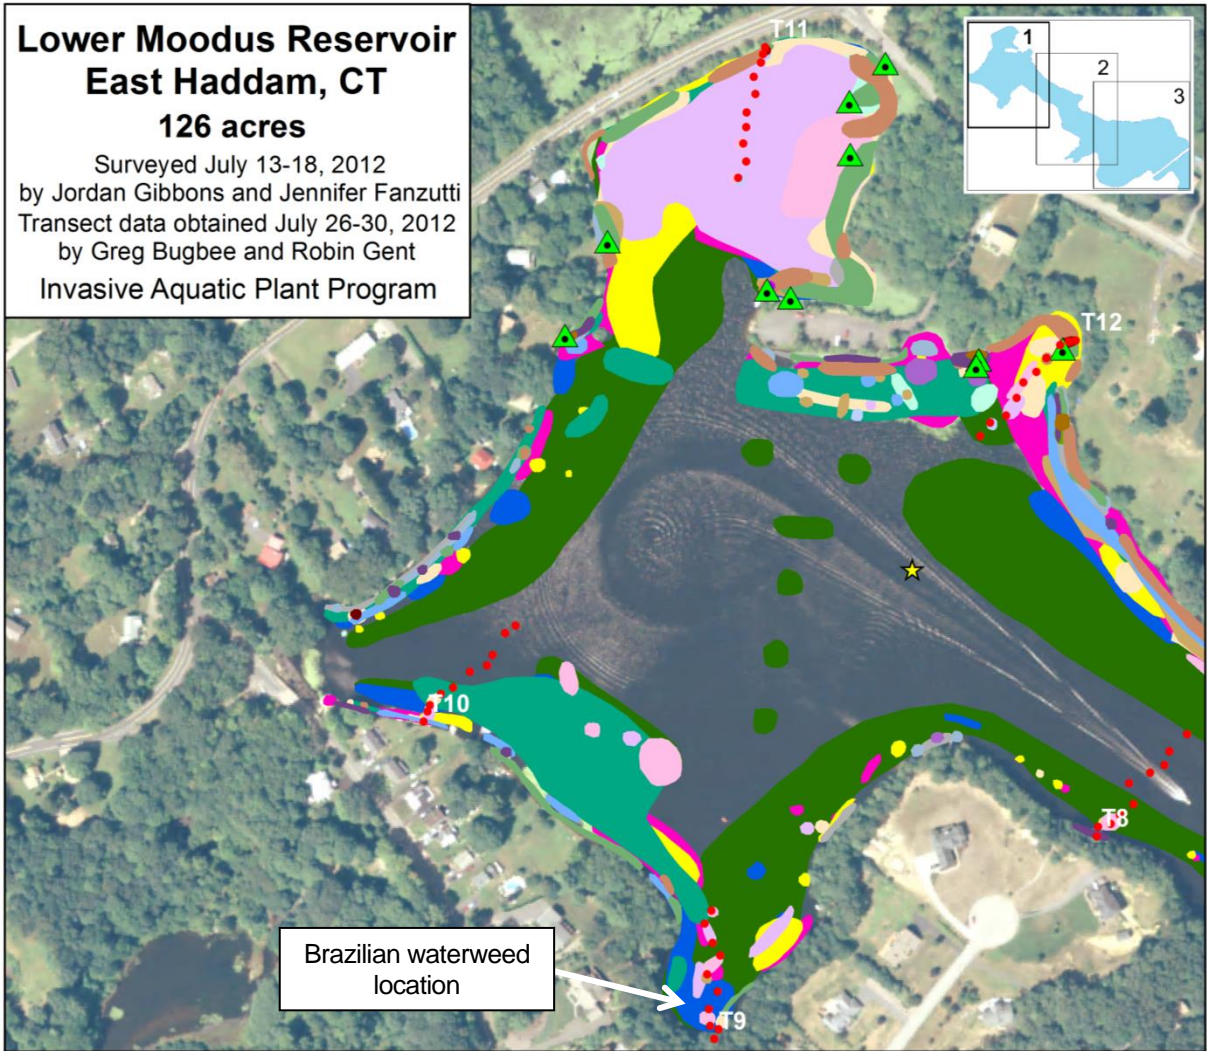 Lower Moodus Reservoir
East Haddam, CT
126 acres
Surveyed July 13-18, 2012
by Jordan Gibbons and Jennifer Fanzutti
Transect data obtained July 26-30, 2012
by Greg Bugbee and Robin Gent
Invasive Aquatic Plant Program
T11
1
2
3
T12
T10
T8
Brazilian waterweed
location
T9